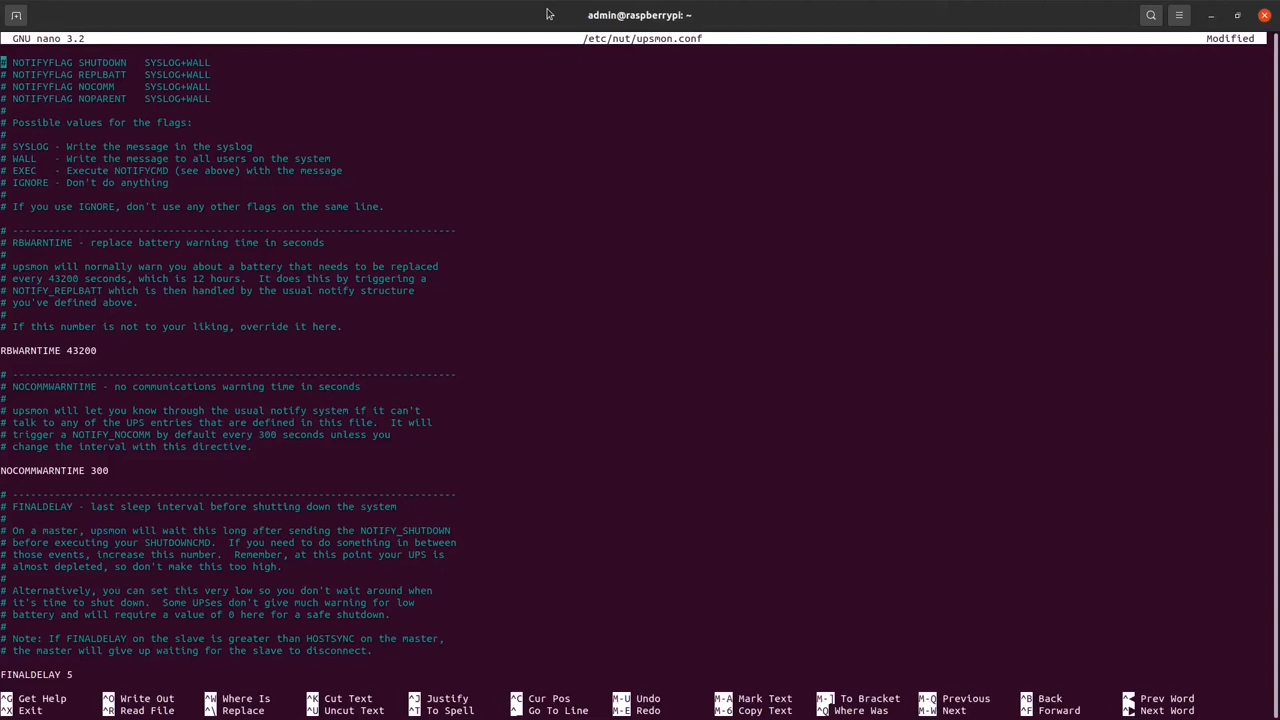 admin@raspberrypi: ~
GNU nano 3.2 /etc/nut/upsmon.conf Modified
# NOTIFYFLAG SHUTDOWN SYSLOG+WALL
# NOTIFYFLAG REPLBATT SYSLOG+WALL
# NOTIFYFLAG NOCOMM SYSLOG+WALL
# NOTIFYFLAG NOPARENT SYSLOG+WALL
#
# Possible values for the flags:
#
# SYSLOG - Write the message in the syslog
# WALL - Write the message to all users on the system
# EXEC - Execute NOTIFYCMD (see above) with the message
# IGNORE - Don't do anything
#
# If you use IGNORE, don't use any other flags on the same line.
# --------------------------------------------------------------------------
# RBWARNTIME - replace battery warning time in seconds
#
# upsmon will normally warn you about a battery that needs to be replaced
# every 43200 seconds, which is 12 hours. It does this by triggering a
# NOTIFY_REPLBATT which is then handled by the usual notify structure
# you've defined above.
#
# If this number is not to your liking, override it here.
RBWARNTIME 43200
# --------------------------------------------------------------------------
# NOCOMMWARNTIME - no communications warning time in seconds
#
# upsmon will let you know through the usual notify system if it can't
# talk to any of the UPS entries that are defined in this file. It will
# trigger a NOTIFY_NOCOMM by default every 300 seconds unless you
# change the interval with this directive.
NOCOMMWARNTIME 300
# --------------------------------------------------------------------------
# FINALDELAY - last sleep interval before shutting down the system
#
# On a master, upsmon will wait this long after sending the NOTIFY_SHUTDOWN
# before executing your SHUTDOWNCMD. If you need to do something in between
# those events, increase this number. Remember, at this point your UPS is
# almost depleted, so don't make this too high.
#
# Alternatively, you can set this very low so you don't wait around when
# it's time to shut down. Some UPSes don't give much warning for low
# battery and will require a value of 0 here for a safe shutdown.
#
# Note: If FINALDELAY on the slave is greater than HOSTSYNC on the master,
# the master will give up waiting for the slave to disconnect.
FINALDELAY 5
^G Get Help ^O Write Out ^W Where Is ^K Cut Text ^J Justify ^C Cur Pos M-U Undo M-A Mark Text M-] To Bracket M-Q Previous ^B Back ^◀ Prev Word
^X Exit ^R Read File ^\ Replace ^U Uncut Text ^T To Spell ^_ Go To Line M-E Redo M-6 Copy Text ^Q Where Was M-W Next ^F Forward ^▶ Next Word